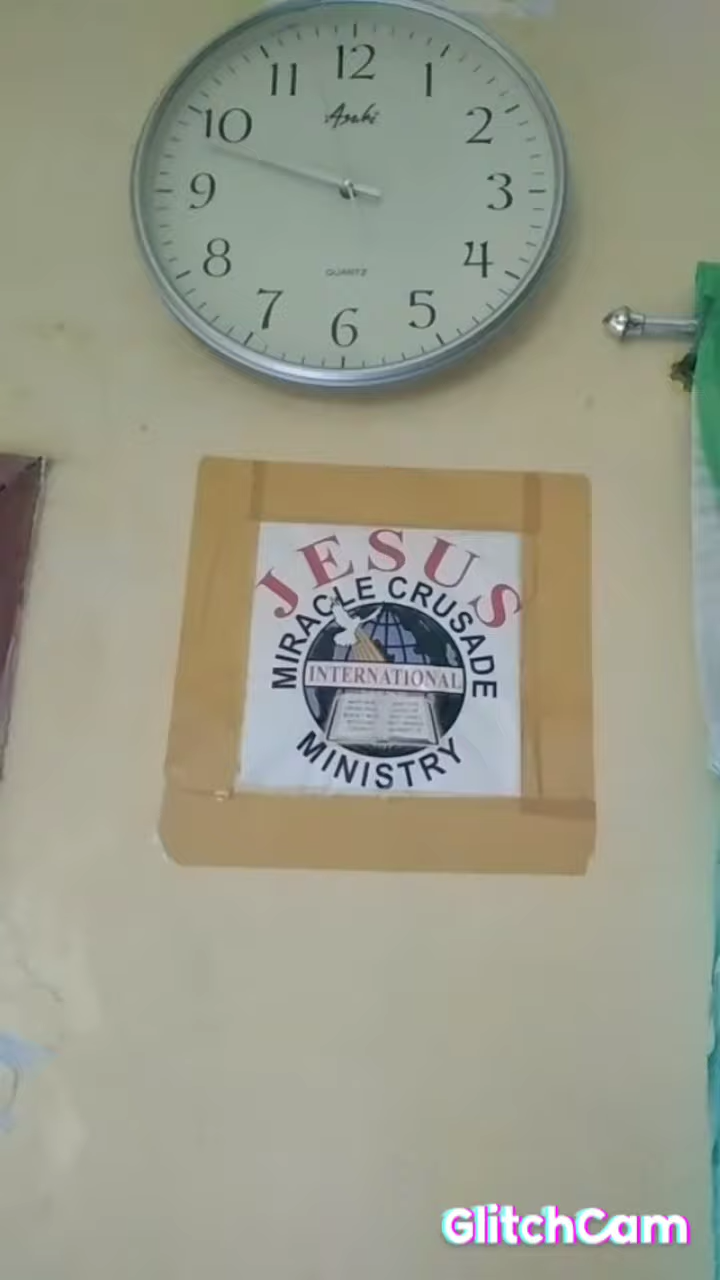 12
11
1
10
Asahi
2
9
3
8
QUARTZ
4
7
5
6
JESUS
MIRACLE CRUSADE
INTERNATIONAL
MINISTRY
GlitchCam